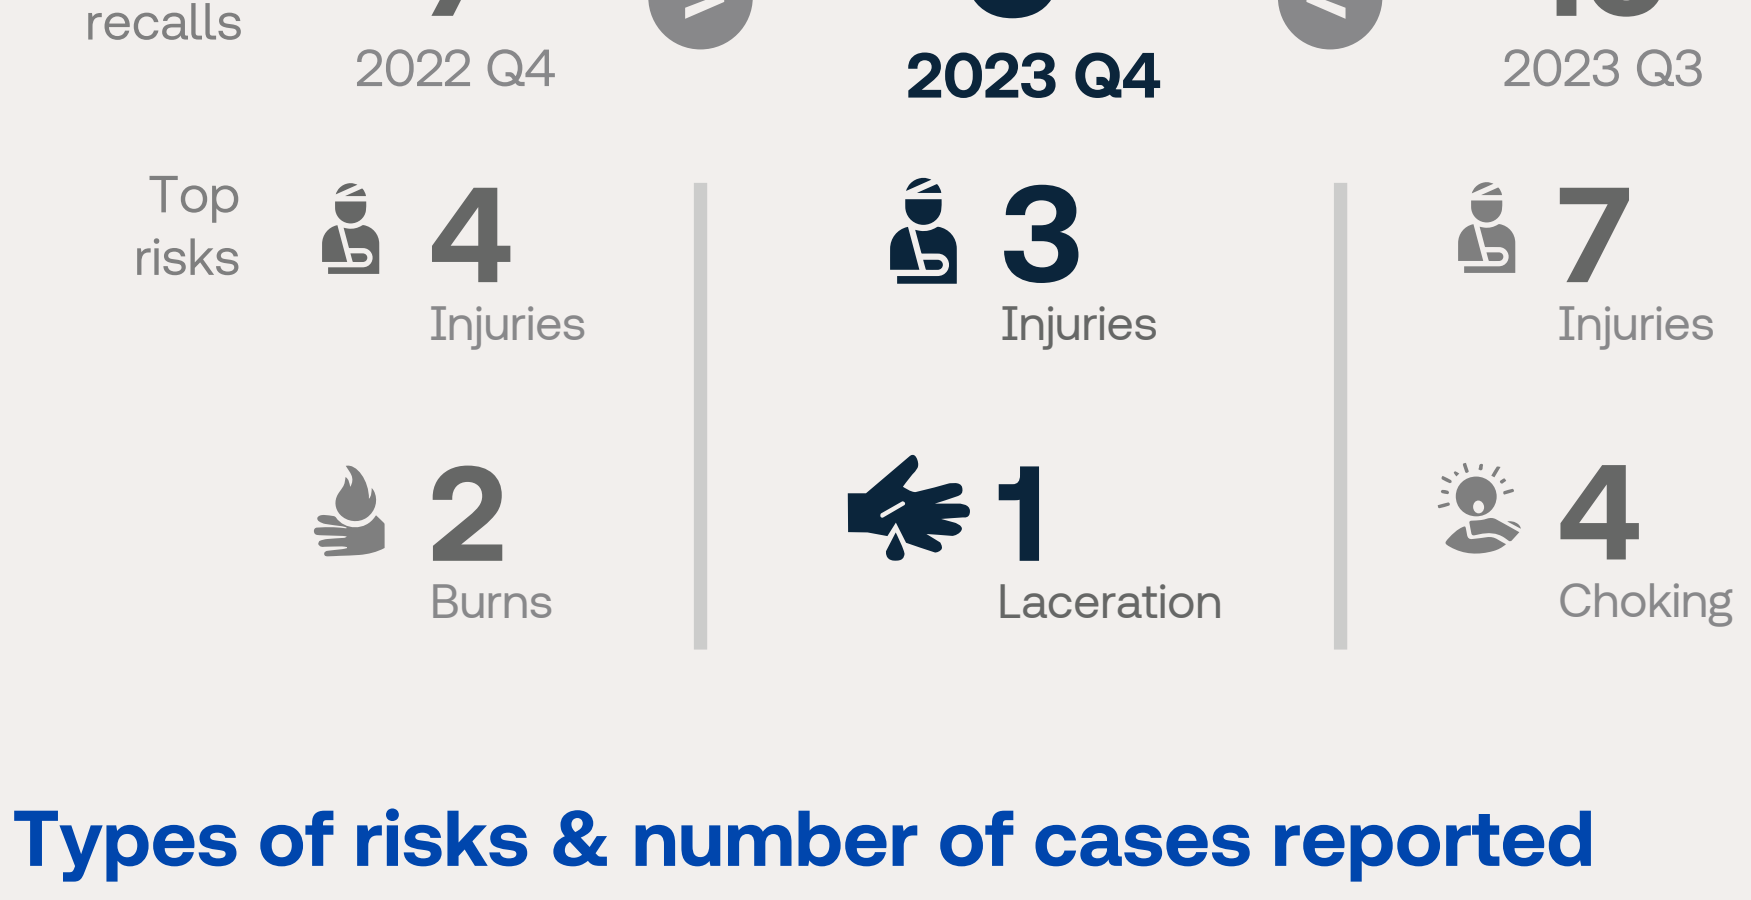 recalls
2022 Q4
2023 Q4
2023 Q3
Top
risks
4
Injuries
3
Injuries
7
Injuries
2
Burns
1
Laceration
4
Choking
Types of risks & number of cases reported